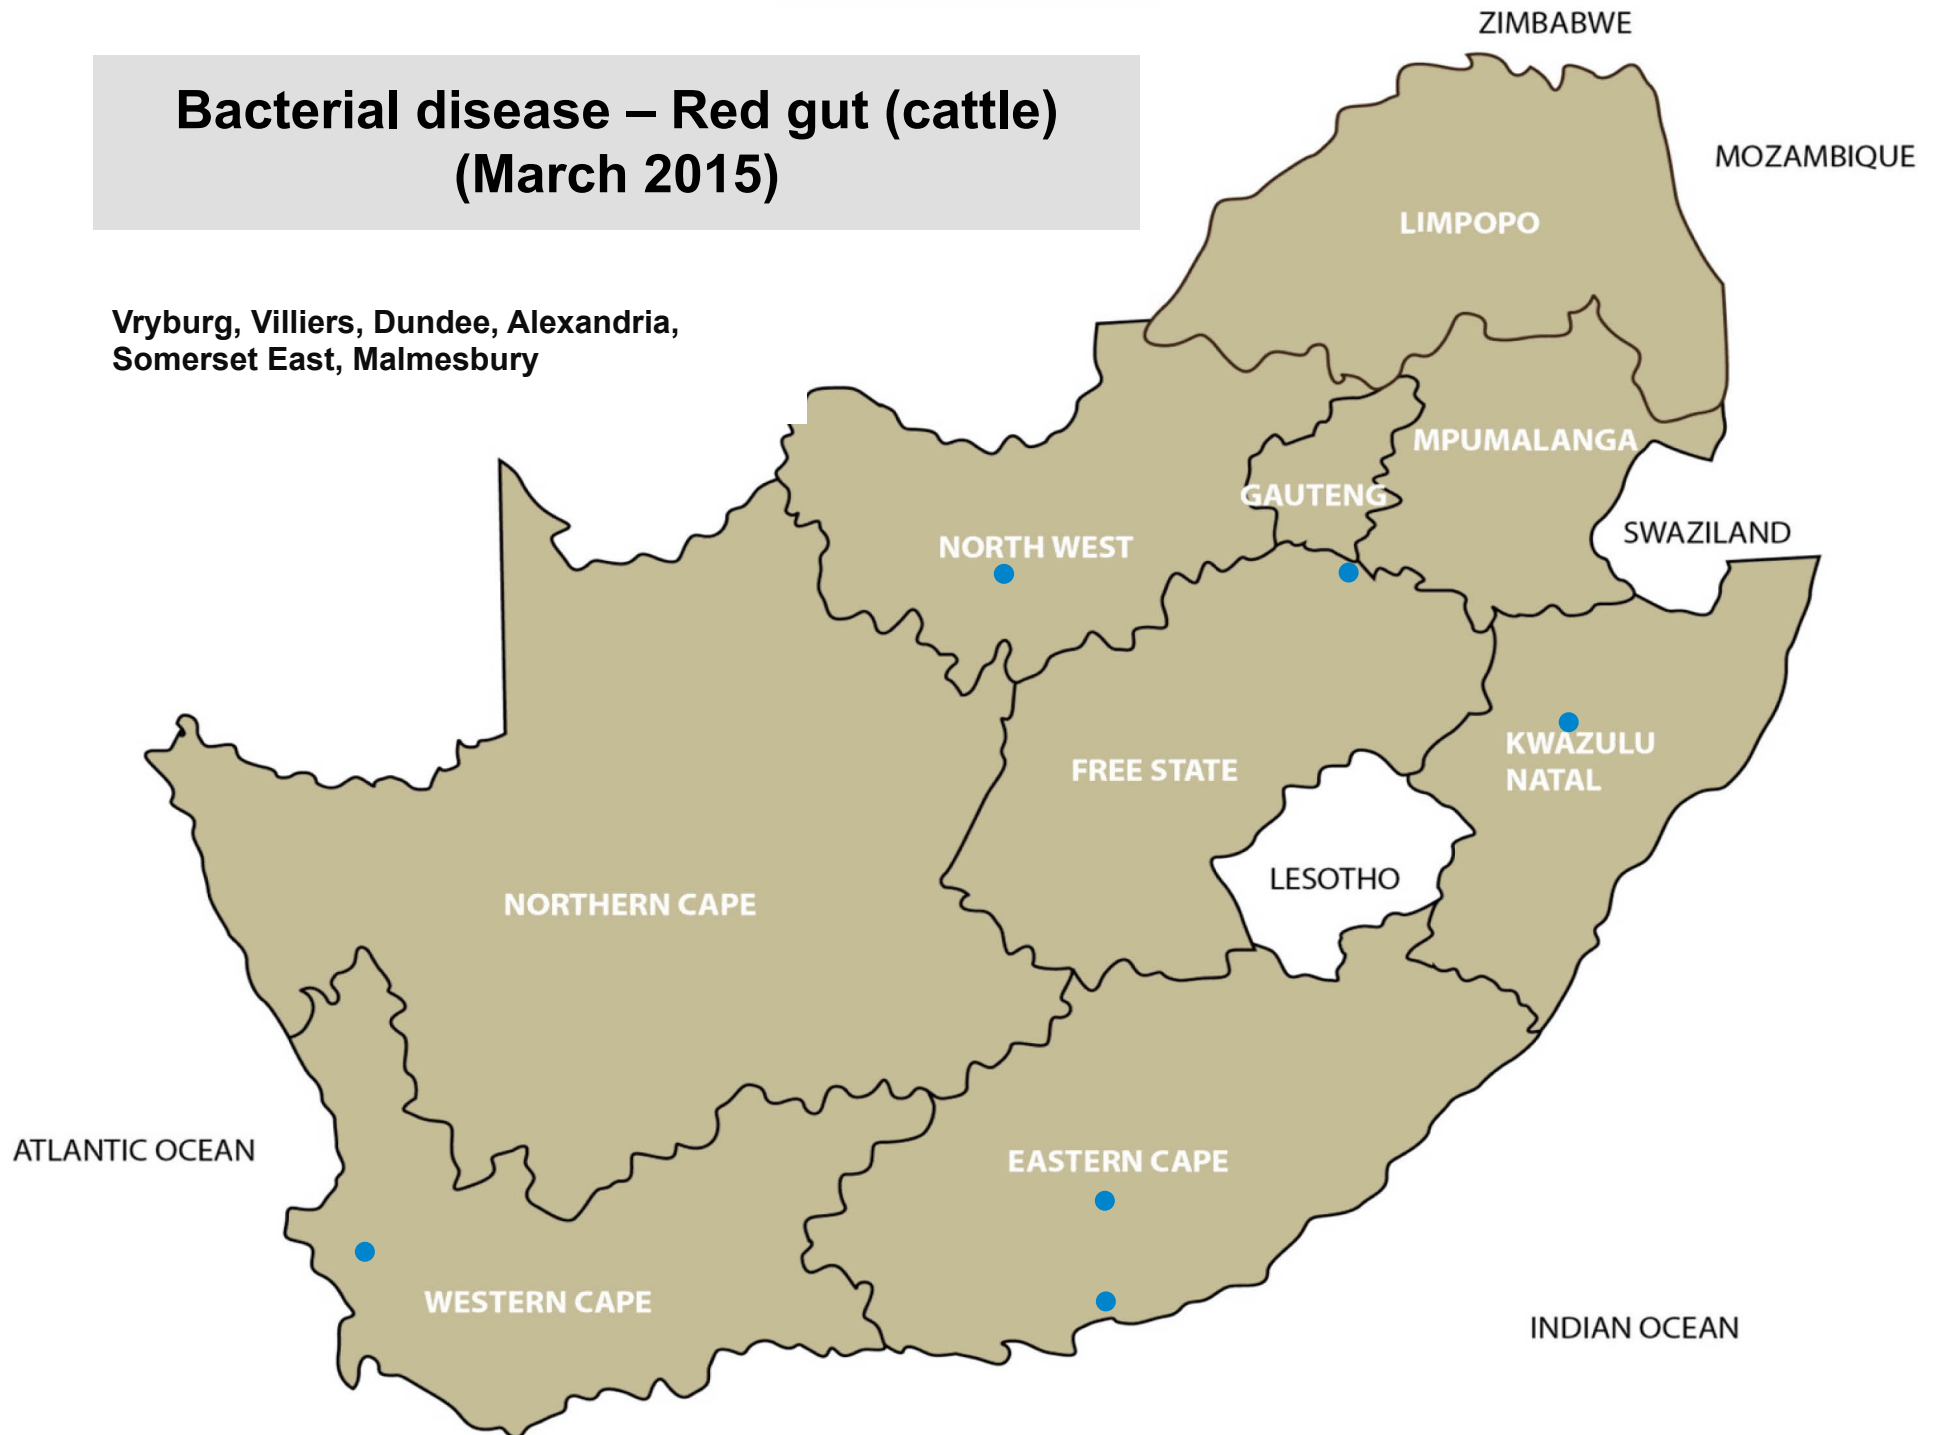 ZIMBABWE
Bacterial disease – Red gut (cattle)
(March 2015)
MOZAMBIQUE
LIMPOPO
Vryburg, Villiers, Dundee, Alexandria,
Somerset East, Malmesbury
MPUMALANGA
GAUTENG
SWAZILAND
NORTH WEST
KWAZULU
NATAL
FREE STATE
LESOTHO
NORTHERN CAPE
ATLANTIC OCEAN
EASTERN CAPE
WESTERN CAPE
INDIAN OCEAN